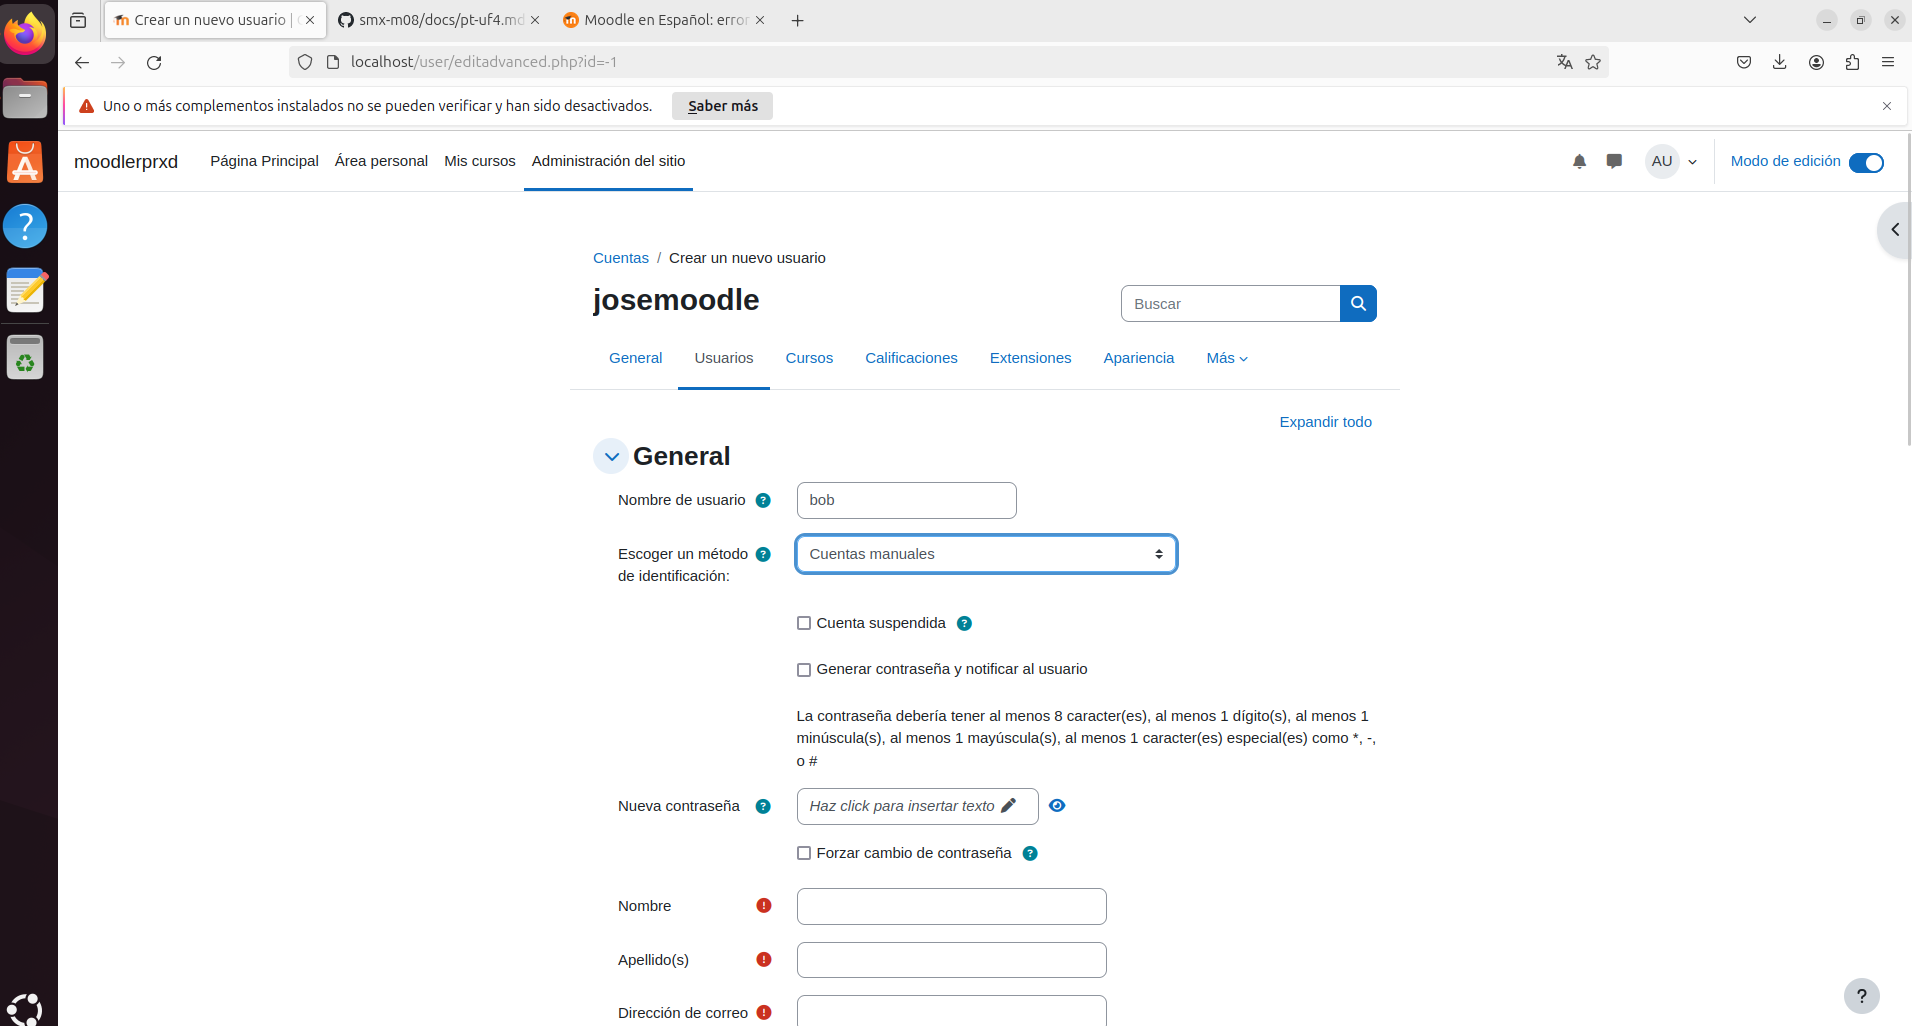 Crear un nuevo usuario |
smx-m08/docs/pt-uf4.md
Moodle en Español: error
localhost/user/editadvanced.php?id=-1
Uno o más complementos instalados no se pueden verificar y han sido desactivados.
Saber más
moodlerprxd
Página Principal
Área personal
Mis cursos
Administración del sitio
AU
Modo de edición
Cuentas / Crear un nuevo usuario
josemoodle
Buscar
General
Usuarios
Cursos
Calificaciones
Extensiones
Apariencia
Más
Expandir todo
General
Nombre de usuario
bob
Escoger un método
de identificación:
Cuentas manuales
Cuenta suspendida
Generar contraseña y notificar al usuario
La contraseña debería tener al menos 8 caracter(es), al menos 1 dígito(s), al menos 1
minúscula(s), al menos 1 mayúscula(s), al menos 1 caracter(es) especial(es) como *, -,
o #
Nueva contraseña
Haz click para insertar texto
Forzar cambio de contraseña
Nombre
Apellido(s)
Dirección de correo